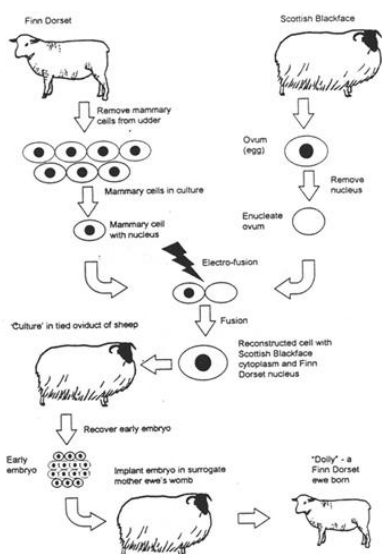 Finn Dorset
Scottish Blackface
Remove mammary
cells from udder
Ovum
(egg)
Mammary cells in culture
Remove
nucleus
Mammary cell
with nucleus
Enucleate
ovum
Electro-fusion
Fusion
'Culture' in tied oviduct of sheep
Reconstructed cell with
Scottish Blackface
cytoplasm and Finn
Dorset nucleus
Recover early embryo
Early
embryo
Implant embryo in surrogate
mother ewe's womb
"Dolly" - a
Finn Dorset
ewe born